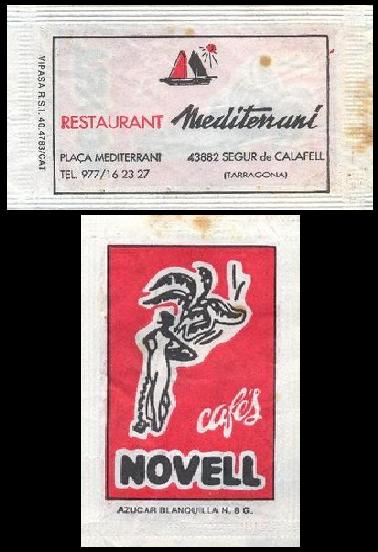 VIPASA R.S.I. 40.4783/CAT
RESTAURANT Mediterrani
PLAÇA MEDITERRANI 43882 SEGUR de CALAFELL
TEL. 977/16 23 27 (TARRAGONA)
cafés
NOVELL
AZUCAR BLANQUILLA N. 8 G.